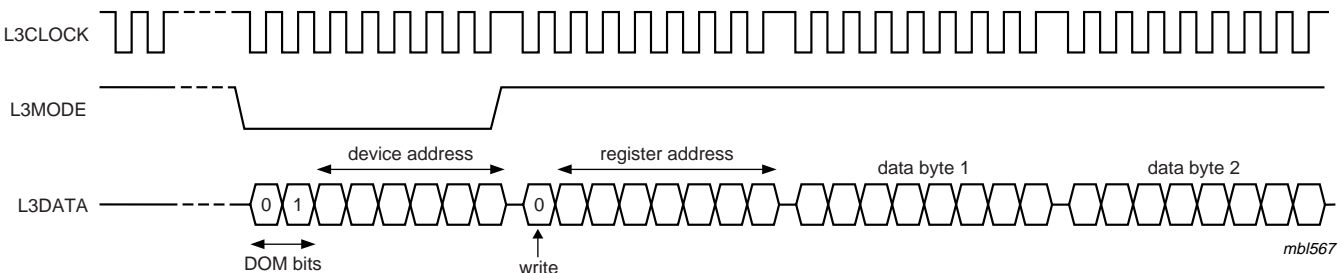 L3CLOCK
L3MODE
device address
register address
data byte 1
data byte 2
L3DATA
0
1
0
DOM bits
write
mbl567